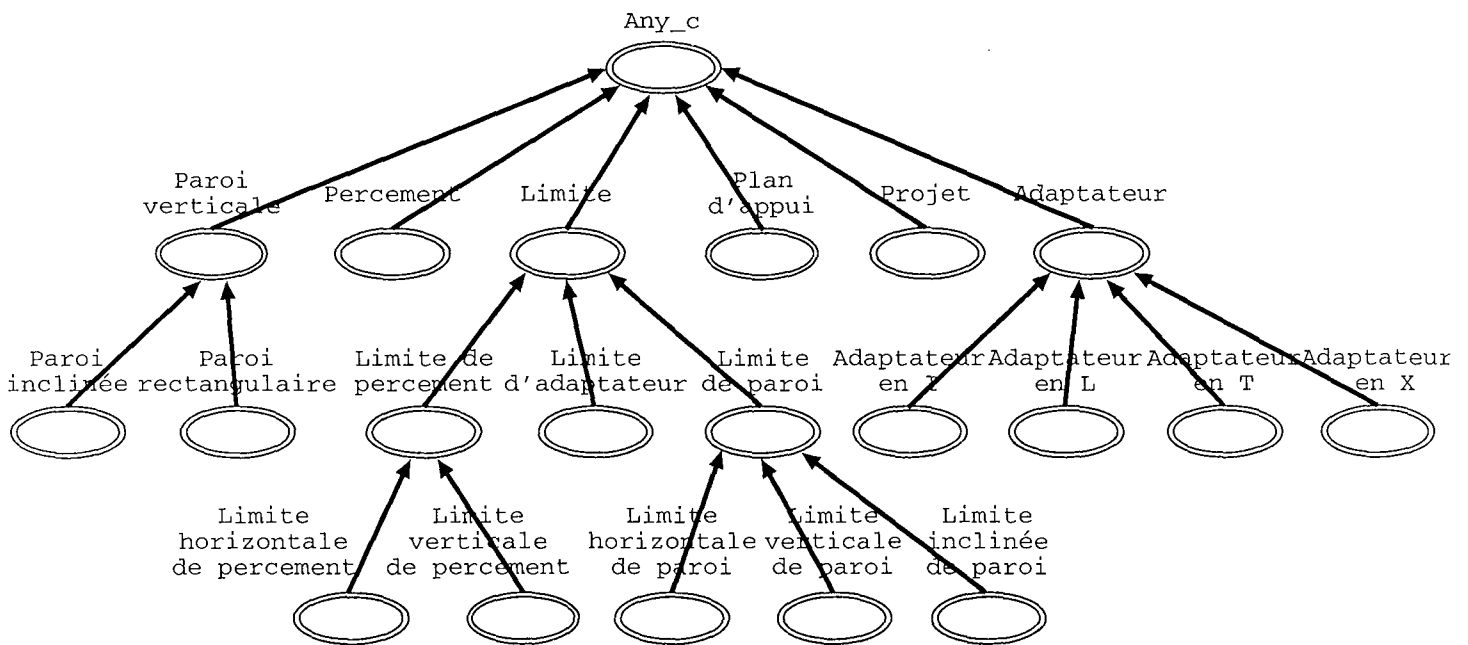 Any_c
Paroi
verticale
Percement
Limite
Plan
d'appui
Projet
Adaptateur
Paroi
inclinée
Paroi
rectangulaire
Limite de
percement
Limite
d'adaptateur
Limite
de paroi
Adaptateur
en
Adaptateur
en L
Adaptateur
en T
Adaptateur
en X
Limite
horizontale
de percement
Limite
verticale
de percement
Limite
horizontale
de paroi
Limite
verticale
de paroi
Limite
inclinée
de paroi